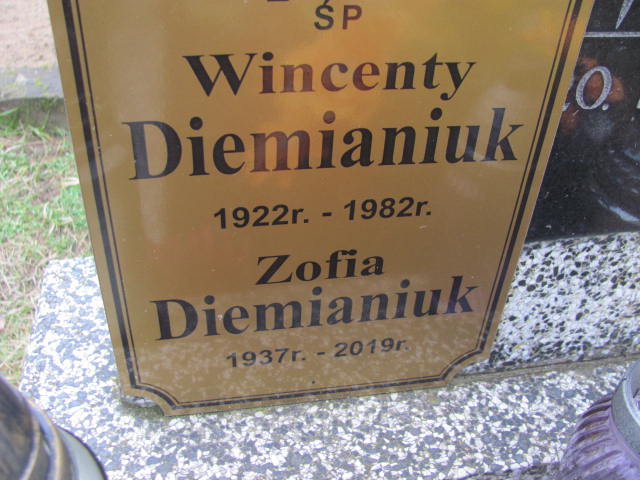 ŚP
Wincenty
Diemianiuk
1922r. - 1982r.
Zofia
Diemianiuk
1937r. - 2019r.